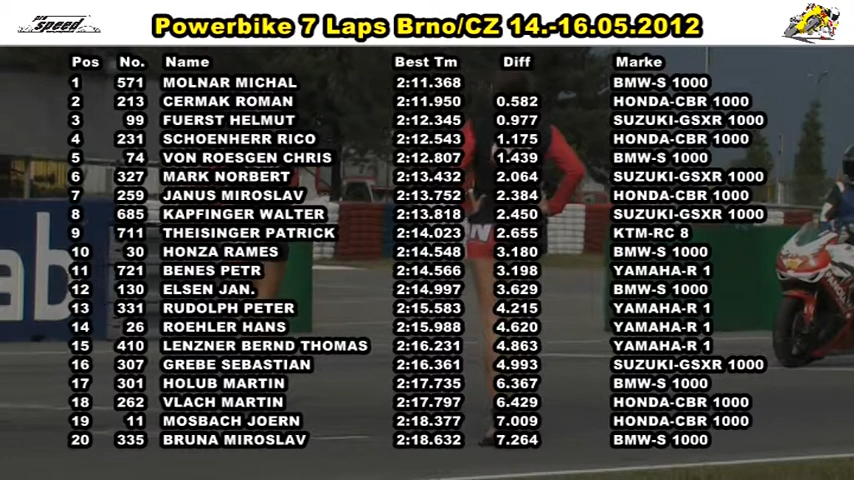 pro speed Powerbike 7 Laps Brno/CZ 14.-16.05.2012
Pos No. Name Best Tm Diff Marke
1 571 MOLNAR MICHAL 2:11.368 BMW-S 1000
2 213 CERMAK ROMAN 2:11.950 0.582 HONDA-CBR 1000
3 99 FUERST HELMUT 2:12.345 0.977 SUZUKI-GSXR 1000
4 231 SCHOENHERR RICO 2:12.543 1.175 HONDA-CBR 1000
5 74 VON ROESGEN CHRIS 2:12.807 1.439 BMW-S 1000
6 327 MARK NORBERT 2:13.432 2.064 SUZUKI-GSXR 1000
7 259 JANUS MIROSLAV 2:13.752 2.384 HONDA-CBR 1000
8 685 KAPFINGER WALTER 2:13.818 2.450 SUZUKI-GSXR 1000
9 711 THEISINGER PATRICK 2:14.023 2.655 KTM-RC 8
10 30 HONZA RAMES 2:14.548 3.180 BMW-S 1000
11 721 BENES PETR 2:14.566 3.198 YAMAHA-R 1
12 130 ELSEN JAN. 2:14.997 3.629 BMW-S 1000
13 331 RUDOLPH PETER 2:15.583 4.215 YAMAHA-R 1
14 26 ROEHLER HANS 2:15.988 4.620 YAMAHA-R 1
15 410 LENZNER BERND THOMAS 2:16.231 4.863 YAMAHA-R 1
16 307 GREBE SEBASTIAN 2:16.361 4.993 SUZUKI-GSXR 1000
17 301 HOLUB MARTIN 2:17.735 6.367 BMW-S 1000
18 262 VLACH MARTIN 2:17.797 6.429 HONDA-CBR 1000
19 11 MOSBACH JOERN 2:18.377 7.009 HONDA-CBR 1000
20 335 BRUNA MIROSLAV 2:18.632 7.264 BMW-S 1000